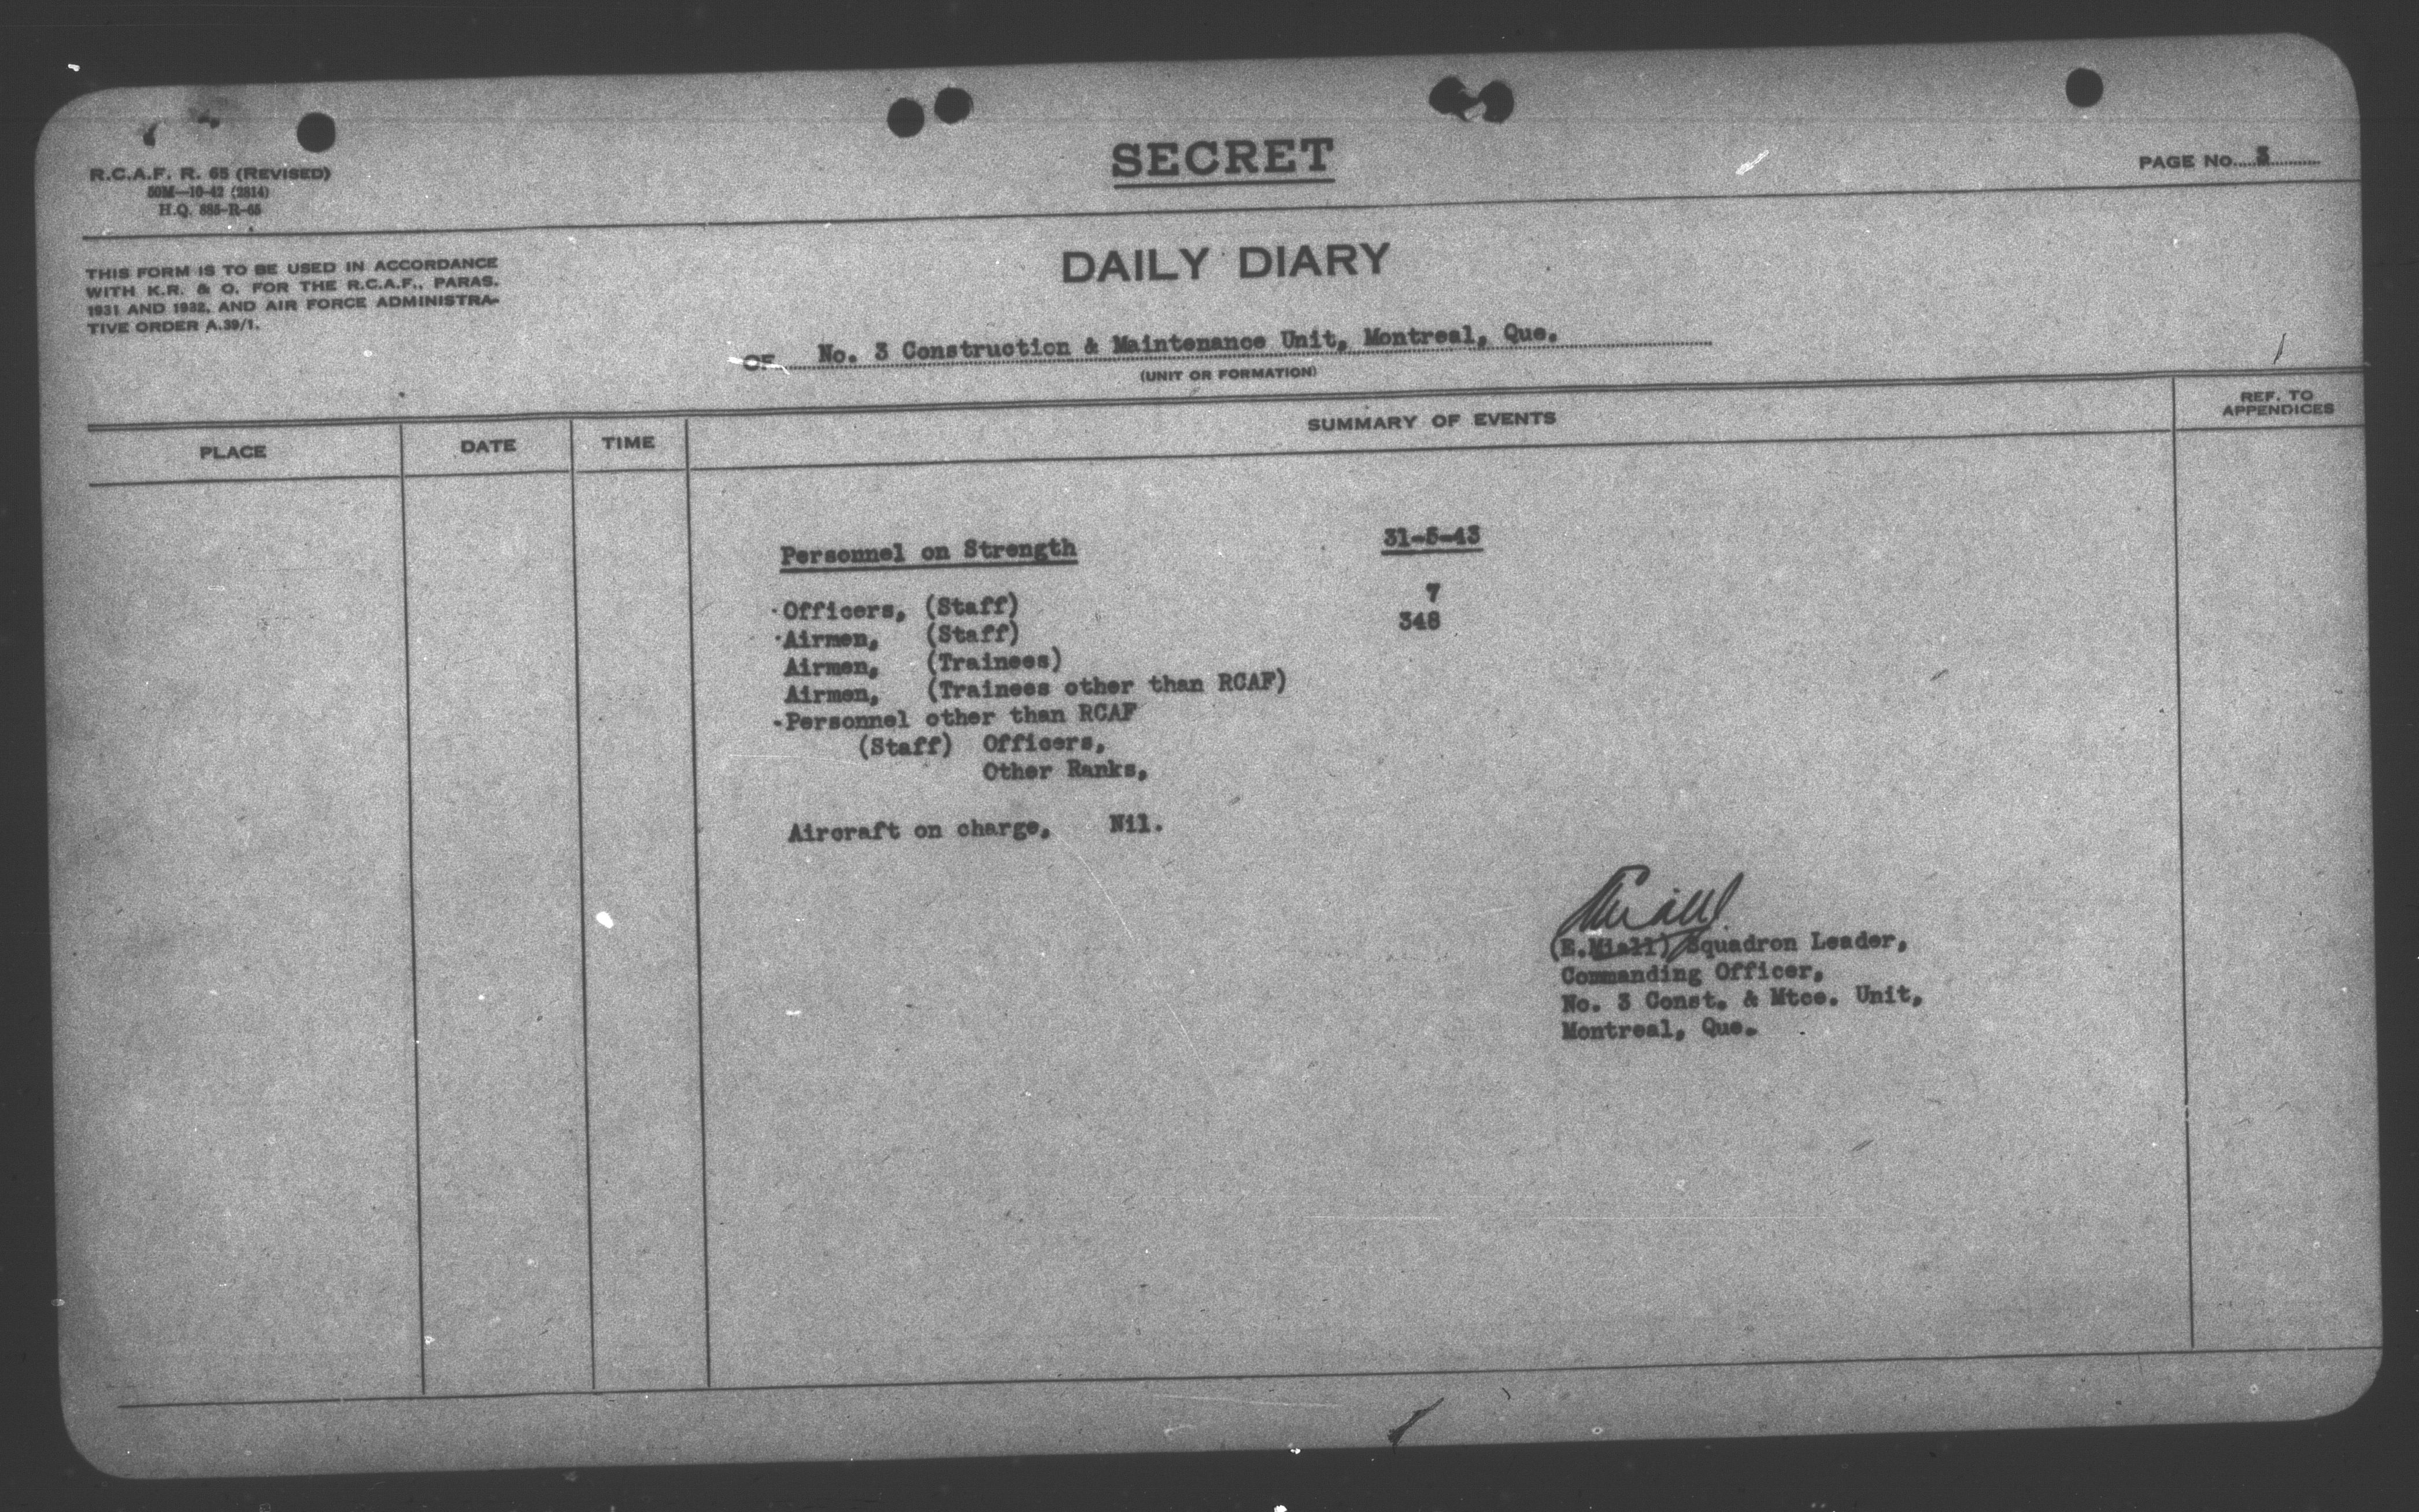 SECRET
PAGE No. 3
R.C.A.F. R. 65 (REVISED)
50M—10-42 (2814)
H.Q. 885-R-65
THIS FORM IS TO BE USED IN ACCORDANCE
WITH K.R. & O. FOR THE R.C.A.F., PARAS.
1931 AND 1932, AND AIR FORCE ADMINISTRA-
TIVE ORDER A.39/1.
DAILY DIARY
OF No. 3 Construction & Maintenance Unit, Montreal, Que.
(UNIT OR FORMATION)
PLACE DATE TIME SUMMARY OF EVENTS REF. TO
APPENDICES
Personnel on Strength 31-5-43
Officers, (Staff) 7
Airmen, (Staff) 348
Airmen, (Trainees)
Airmen, (Trainees other than RCAF)
-Personnel other than RCAF
(Staff) Officers,
Other Ranks,
Aircraft on charge, Nil.
EMiall
(E.Miall) Squadron Leader,
Commanding Officer,
No. 3 Const. & Mtce. Unit,
Montreal, Que.